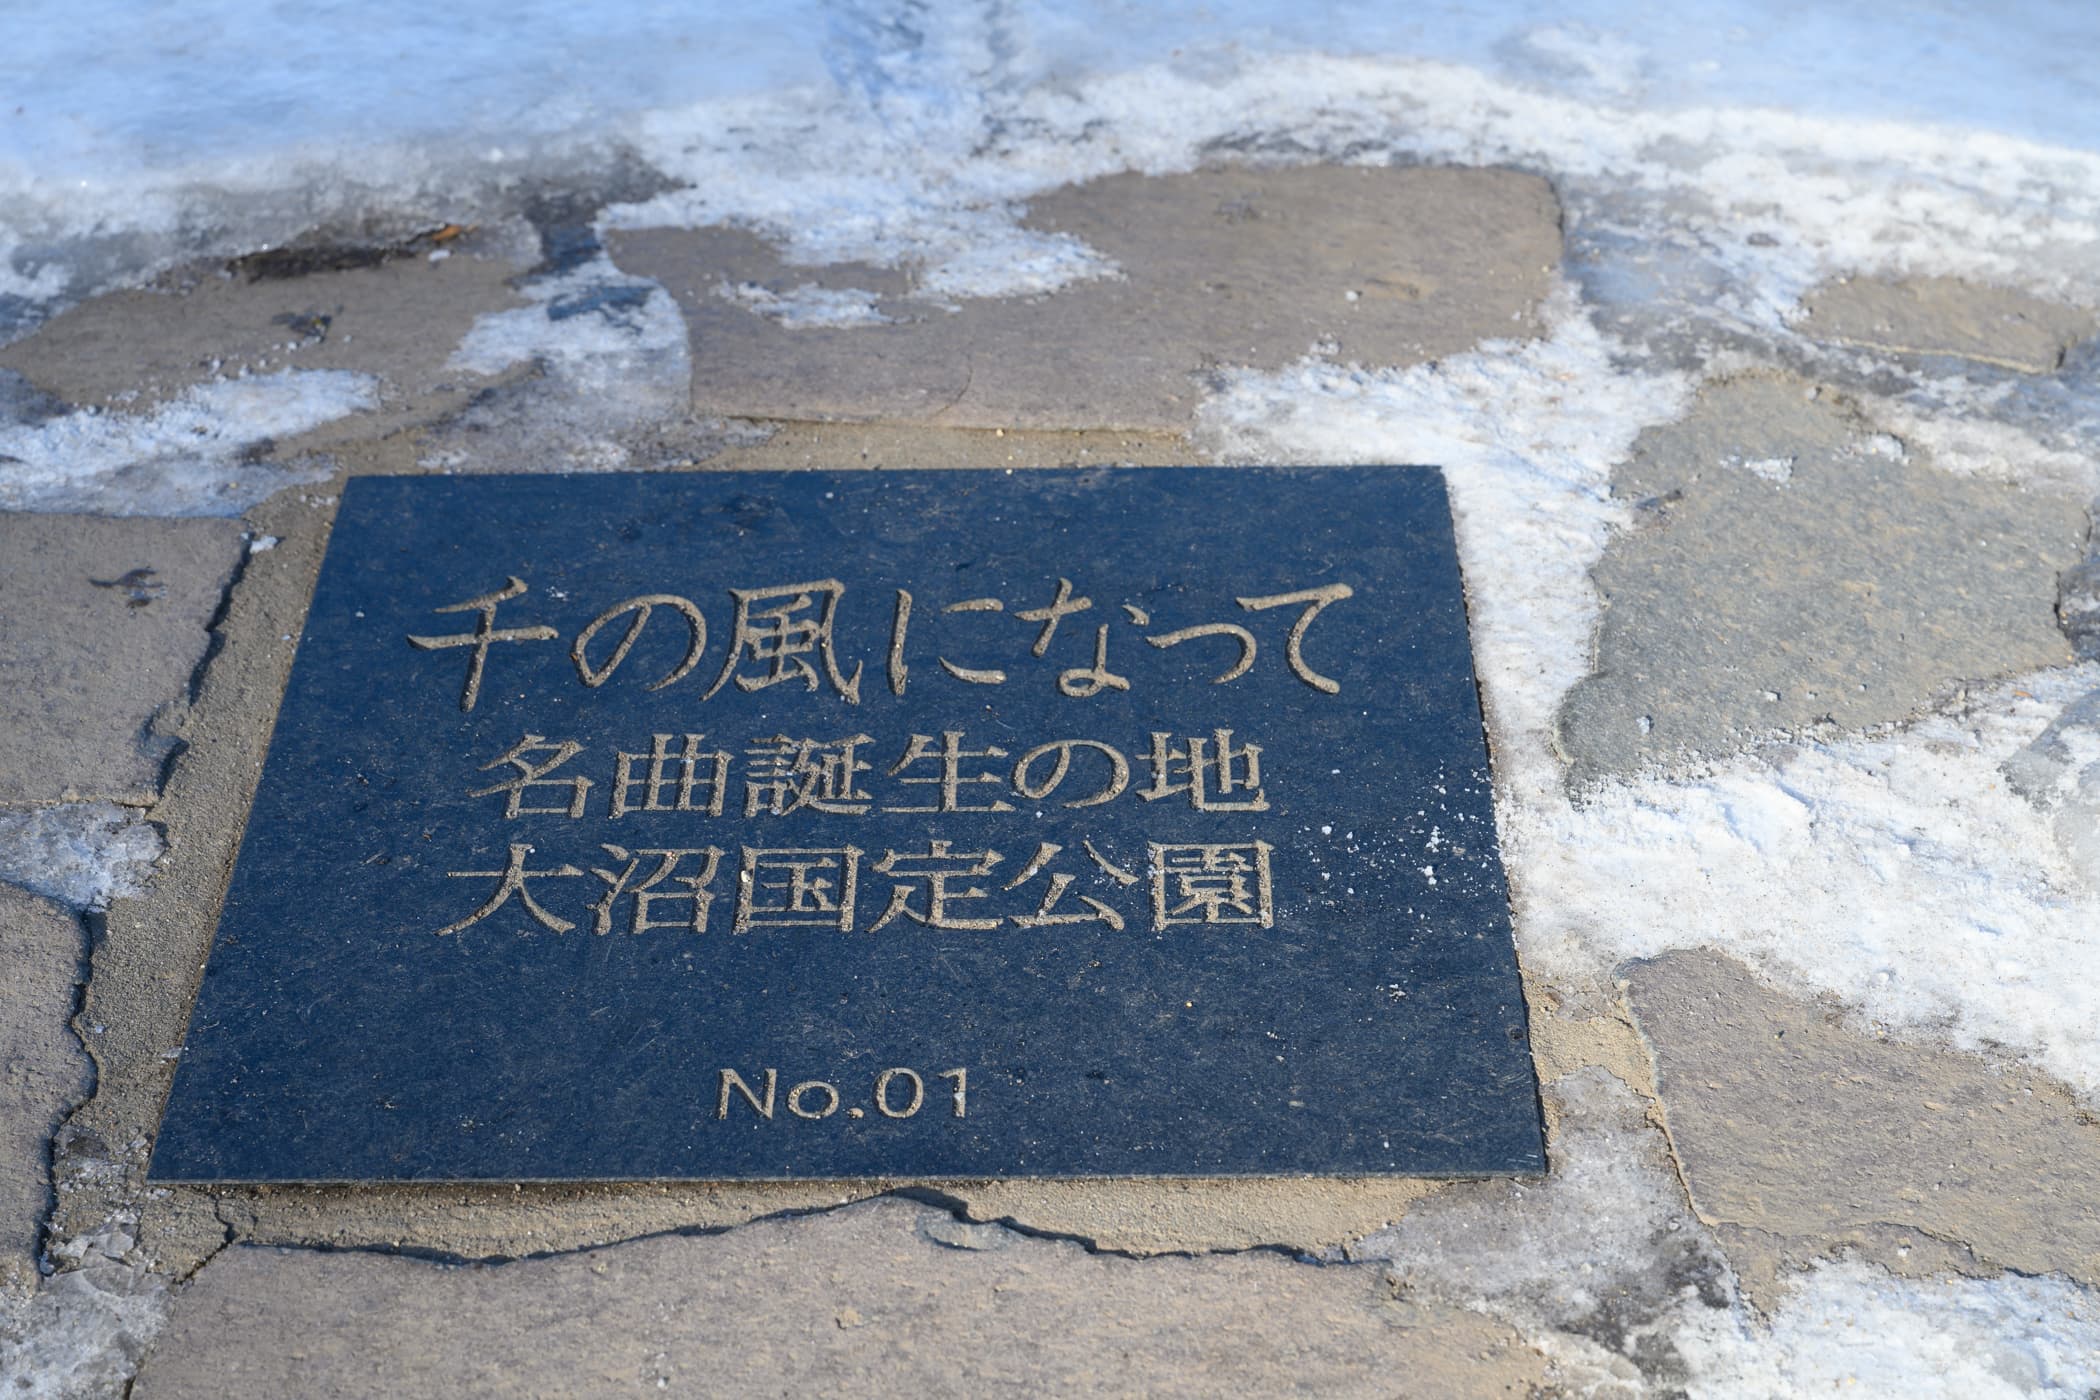 千の風になって
名曲誕生の地
大沼国定公園
No.01